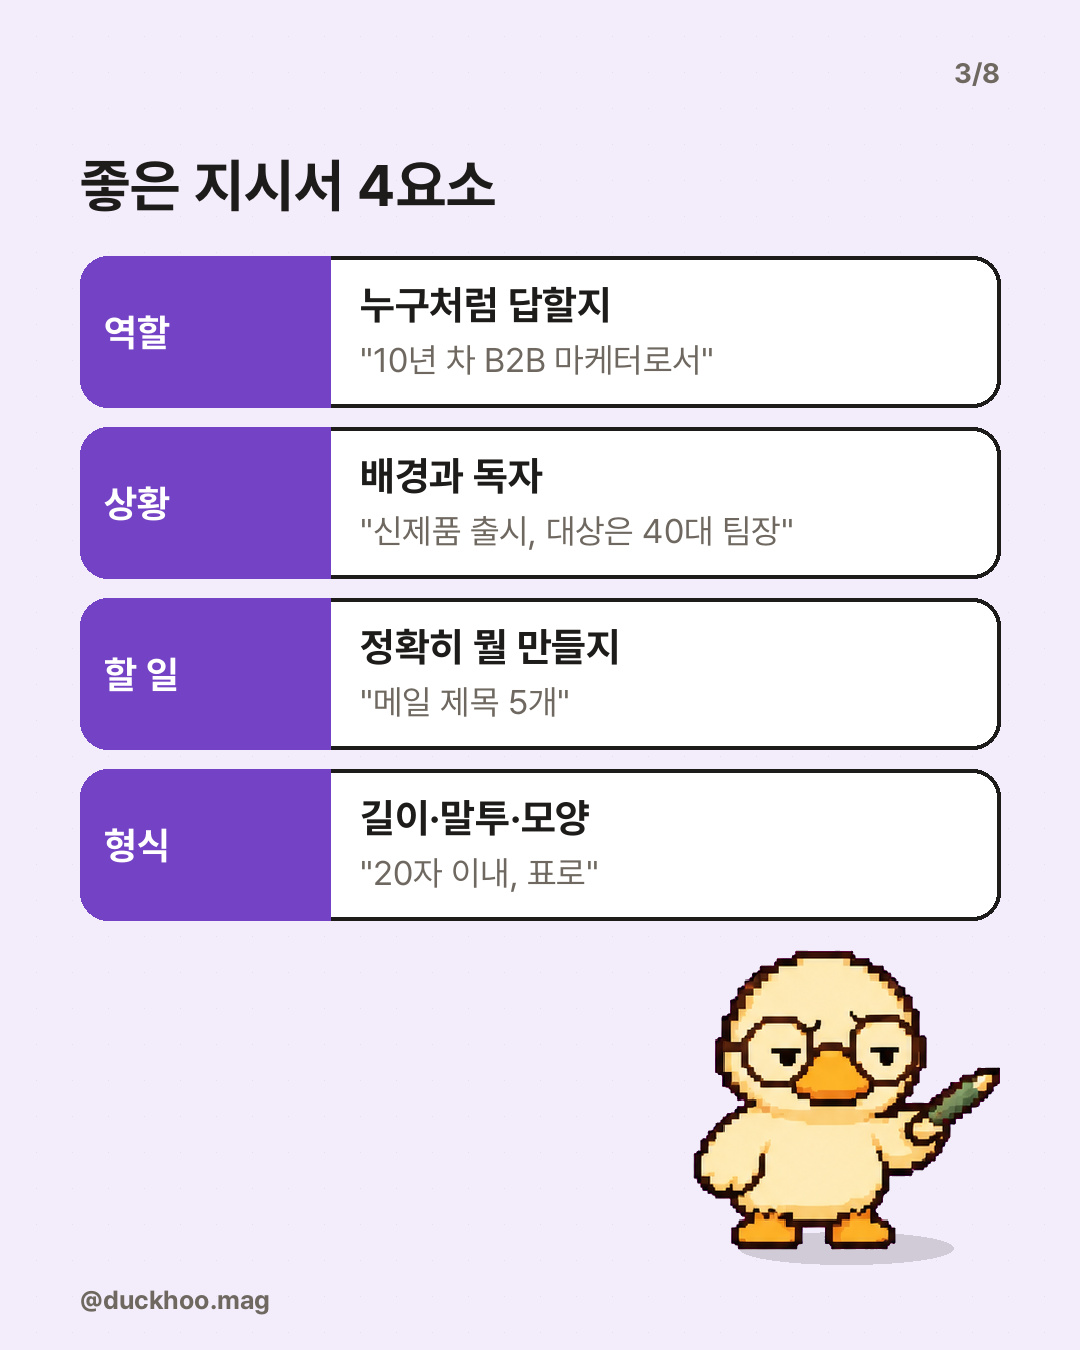 3/8
좋은 지시서 4요소
역할
누구처럼 답할지
"10년 차 B2B 마케터로서"
상황
배경과 독자
"신제품 출시, 대상은 40대 팀장"
할 일
정확히 뭘 만들지
"메일 제목 5개"
형식
길이·말투·모양
"20자 이내, 표로"
@duckhoo.mag